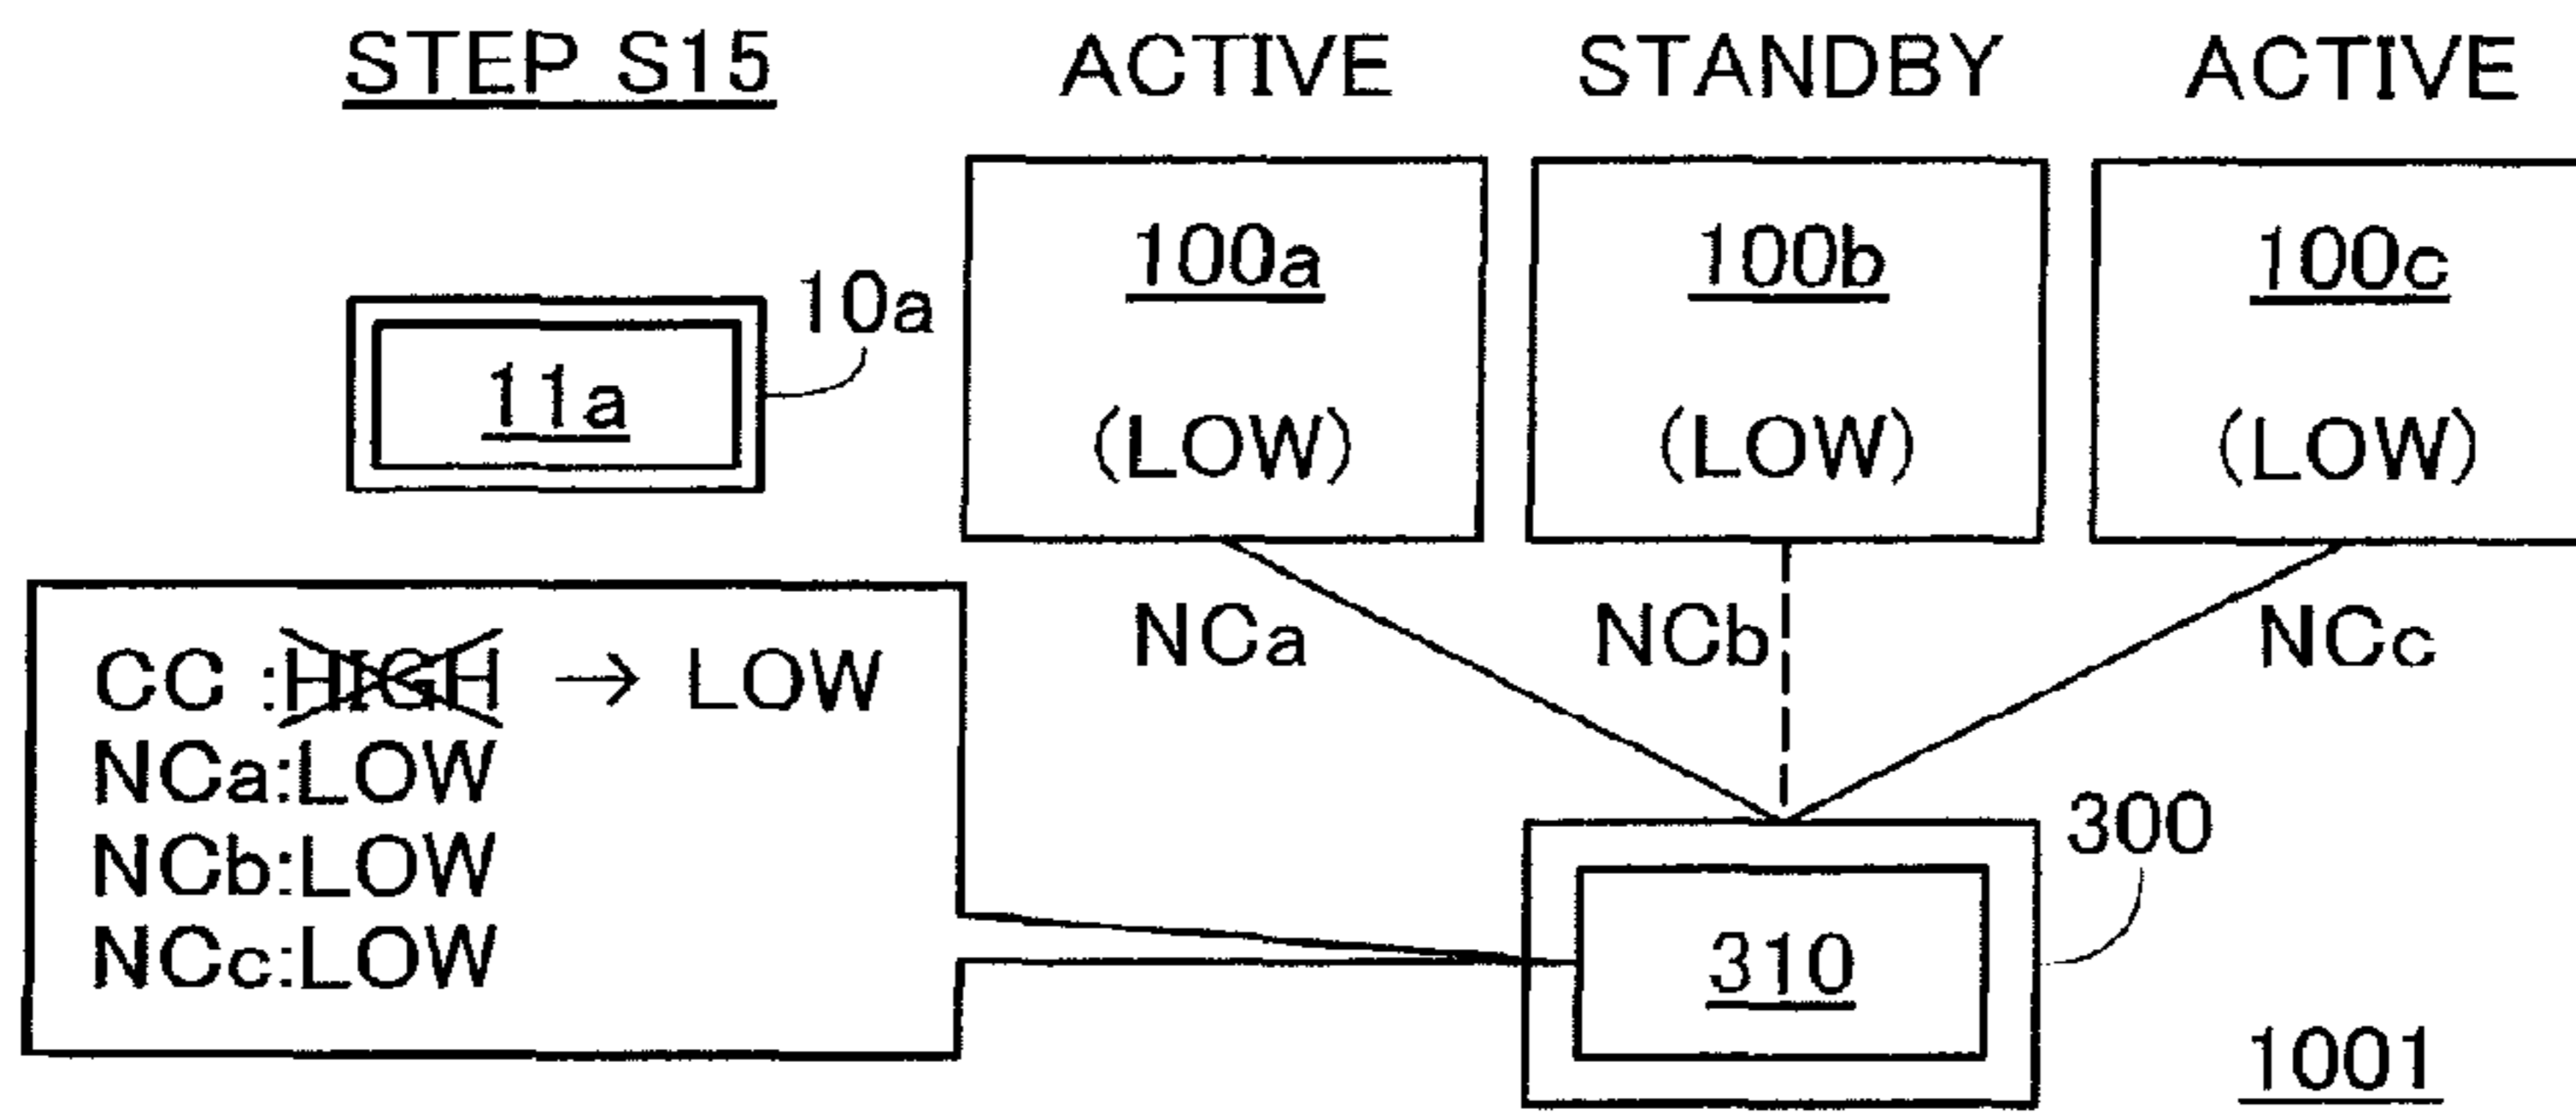 STEP S15
ACTIVE
STANDBY
ACTIVE
100a
(LOW)
100b
(LOW)
100c
(LOW)
10a
11a
NCa
NCb
NCc
CC :HIGH → LOW
NCa:LOW
NCb:LOW
NCc:LOW
300
310
1001